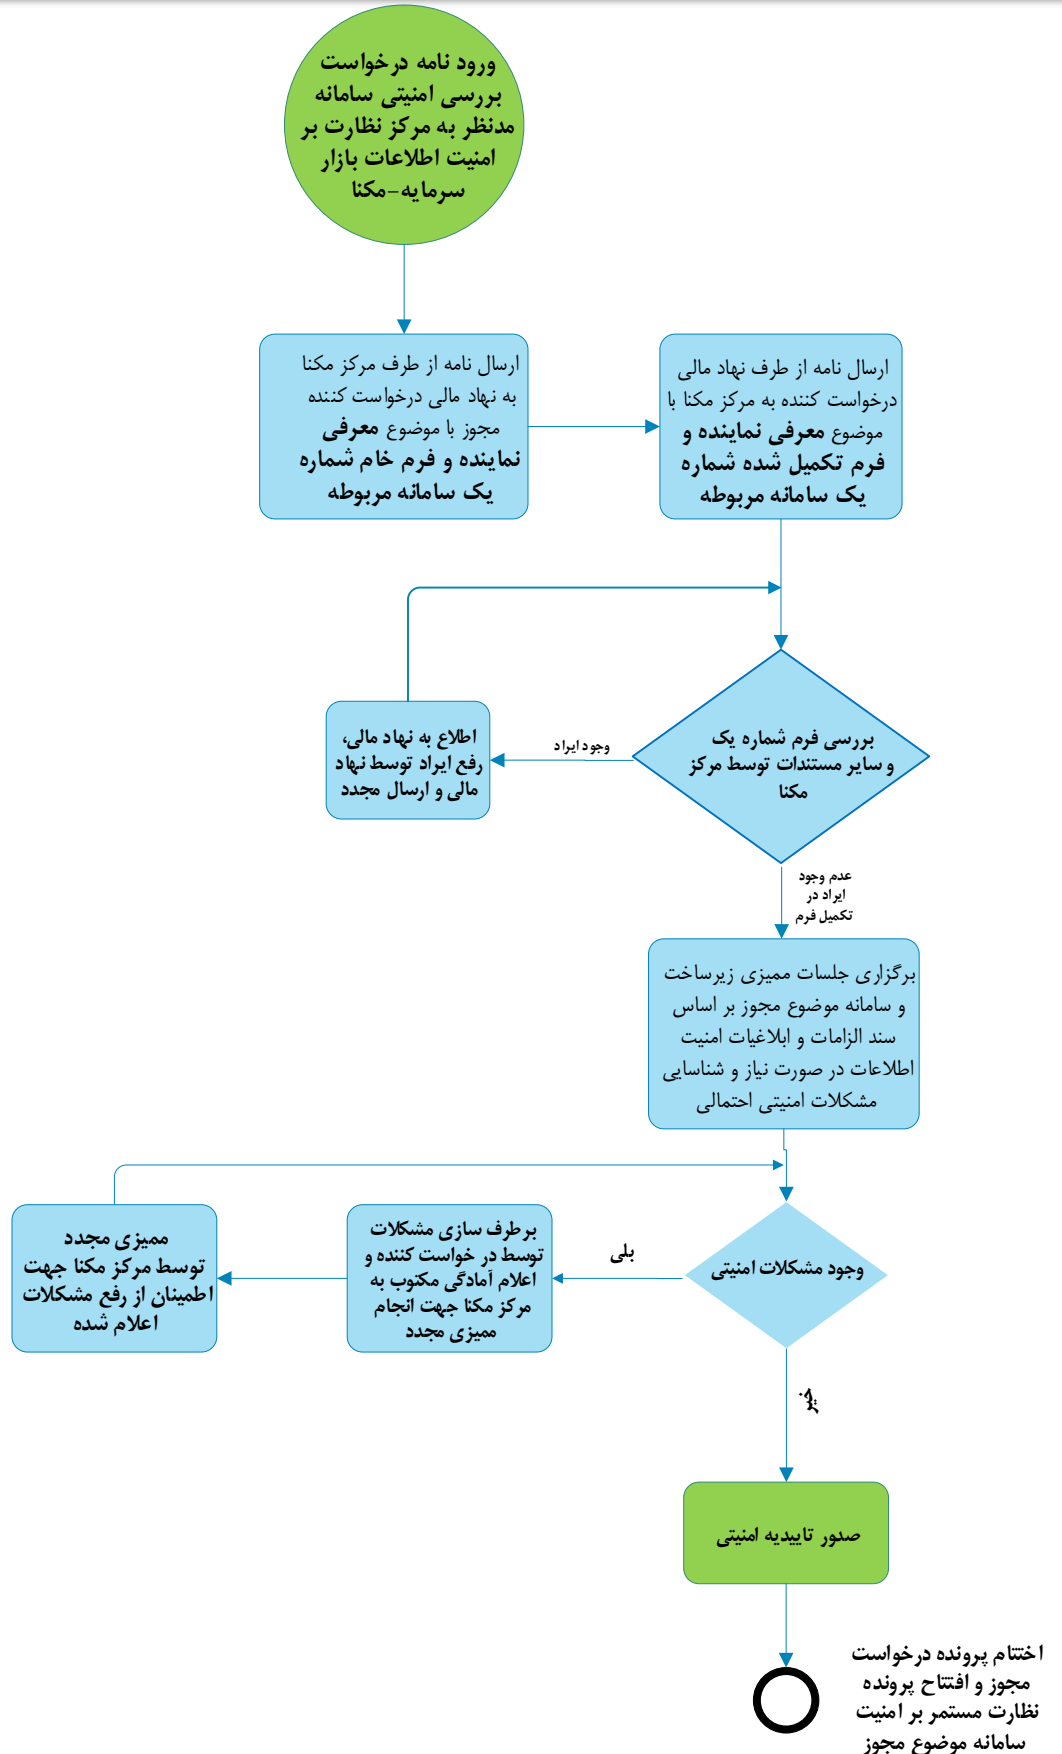 ورود نامه درخواست
بررسی امنیتی سامانه
مدنظر به مرکز نظارت بر
امنیت اطلاعات بازار
سرمایه-مکنا
ارسال نامه از طرف مرکز مکنا
به نهاد مالی درخواست کننده
مجوز با موضوع معرفی
نماینده و فرم خام شماره
یک سامانه مربوطه
ارسال نامه از طرف نهاد مالی
درخواست کننده به مرکز مکنا با
موضوع معرفی نماینده و
فرم تکمیل شده شماره
یک سامانه مربوطه
بررسی فرم شماره یک
و سایر مستندات توسط مرکز
مکنا
وجود ایراد
اطلاع به نهاد مالی،
رفع ایراد توسط نهاد
مالی و ارسال مجدد
عدم وجود
ایراد در
تکمیل فرم
برگزاری جلسات ممیزی زیرساخت
و سامانه موضوع مجوز بر اساس
سند الزامات و ابلاغیات امنیت
اطلاعات در صورت نیاز و شناسایی
مشکلات امنیتی احتمالی
وجود مشکلات امنیتی
بلی
برطرف سازی مشکلات
توسط در خواست کننده و
اعلام آمادگی مکتوب به
مرکز مکنا جهت انجام
ممیزی مجدد
ممیزی مجدد
توسط مرکز مکنا جهت
اطمینان از رفع مشکلات
اعلام شده
خیر
صدور تاییدیه امنیتی
اختتام پرونده درخواست
مجوز و افتتاح پرونده
نظارت مستمر بر امنیت
سامانه موضوع مجوز